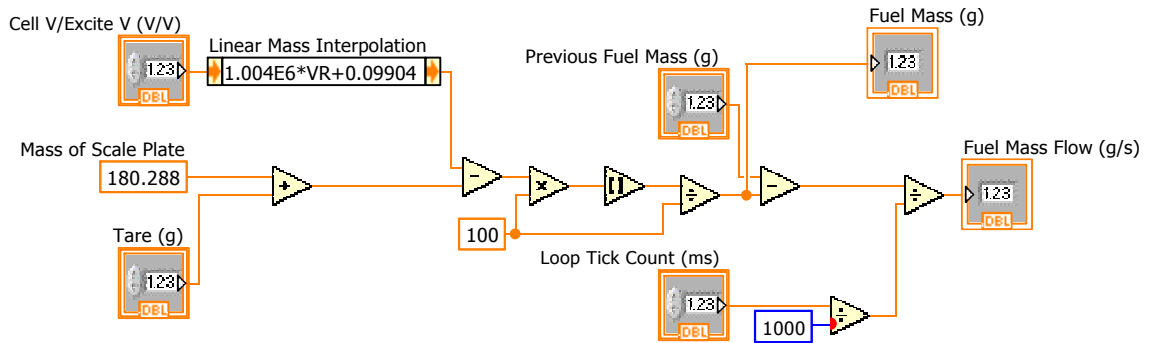 Cell V/Excite V (V/V)
1.23
DBL
Linear Mass Interpolation
1.004E6*VR+0.09904
Previous Fuel Mass (g)
1.23
DBL
Fuel Mass (g)
1.23
DBL
Mass of Scale Plate
180.288
+
-
x
[]
÷
-
÷
Fuel Mass Flow (g/s)
1.23
DBL
100
Tare (g)
1.23
DBL
Loop Tick Count (ms)
1.23
DBL
1000
÷